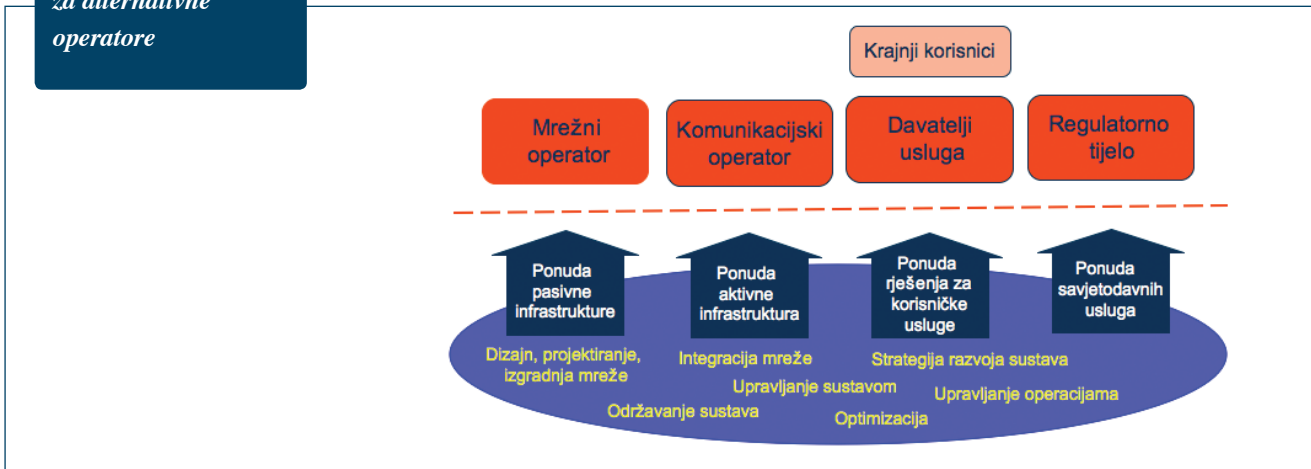 za alternativne
operatore
Krajnji korisnici
Mrežni
operator
Komunikacijski
operator
Davatelji
usluga
Regulatorno
tijelo
Ponuda
pasivne
infrastrukture
Ponuda
aktivne
infrastruktura
Ponuda
rješenja za
korisničke
usluge
Ponuda
savjetodavnih
usluga
Dizajn, projektiranje,
izgradnja mreže
Integracija mreže
Strategija razvoja sustava
Upravljanje sustavom
Upravljanje operacijama
Održavanje sustava
Optimizacija